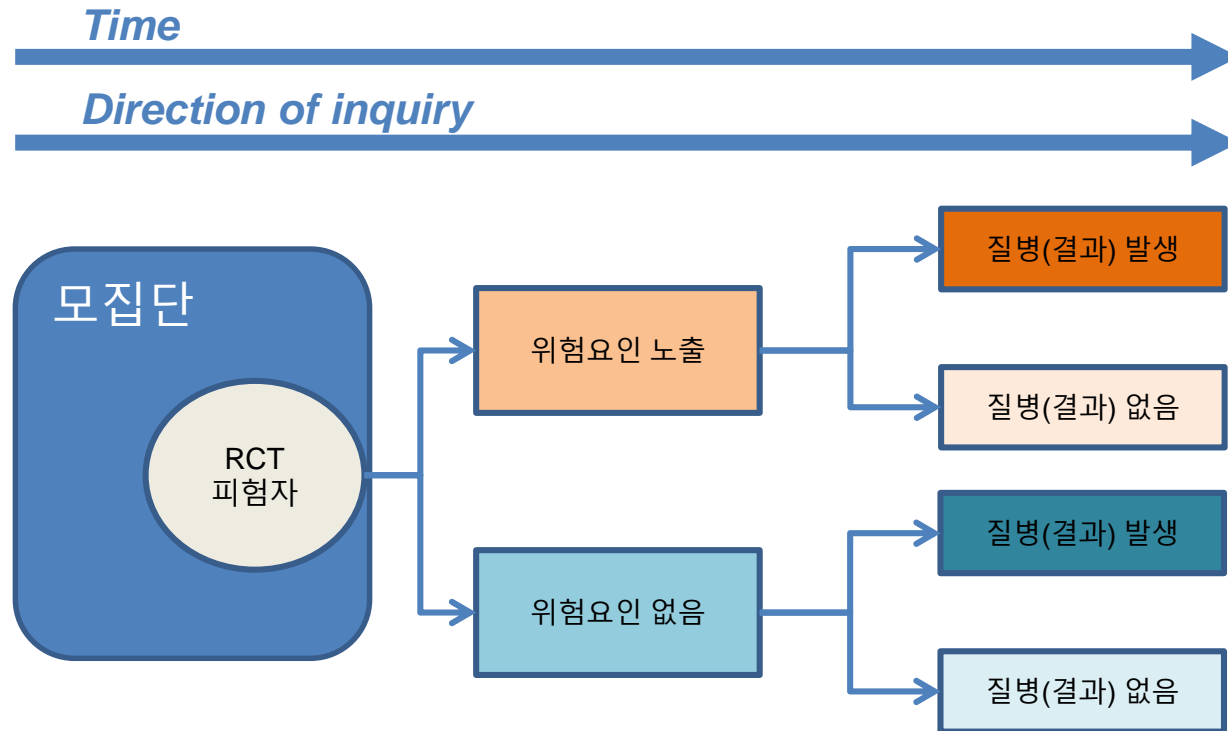 Time
Direction of inquiry
모집단
RCT
피험자
위험요인 노출
위험요인 없음
질병(결과) 발생
질병(결과) 없음
질병(결과) 발생
질병(결과) 없음